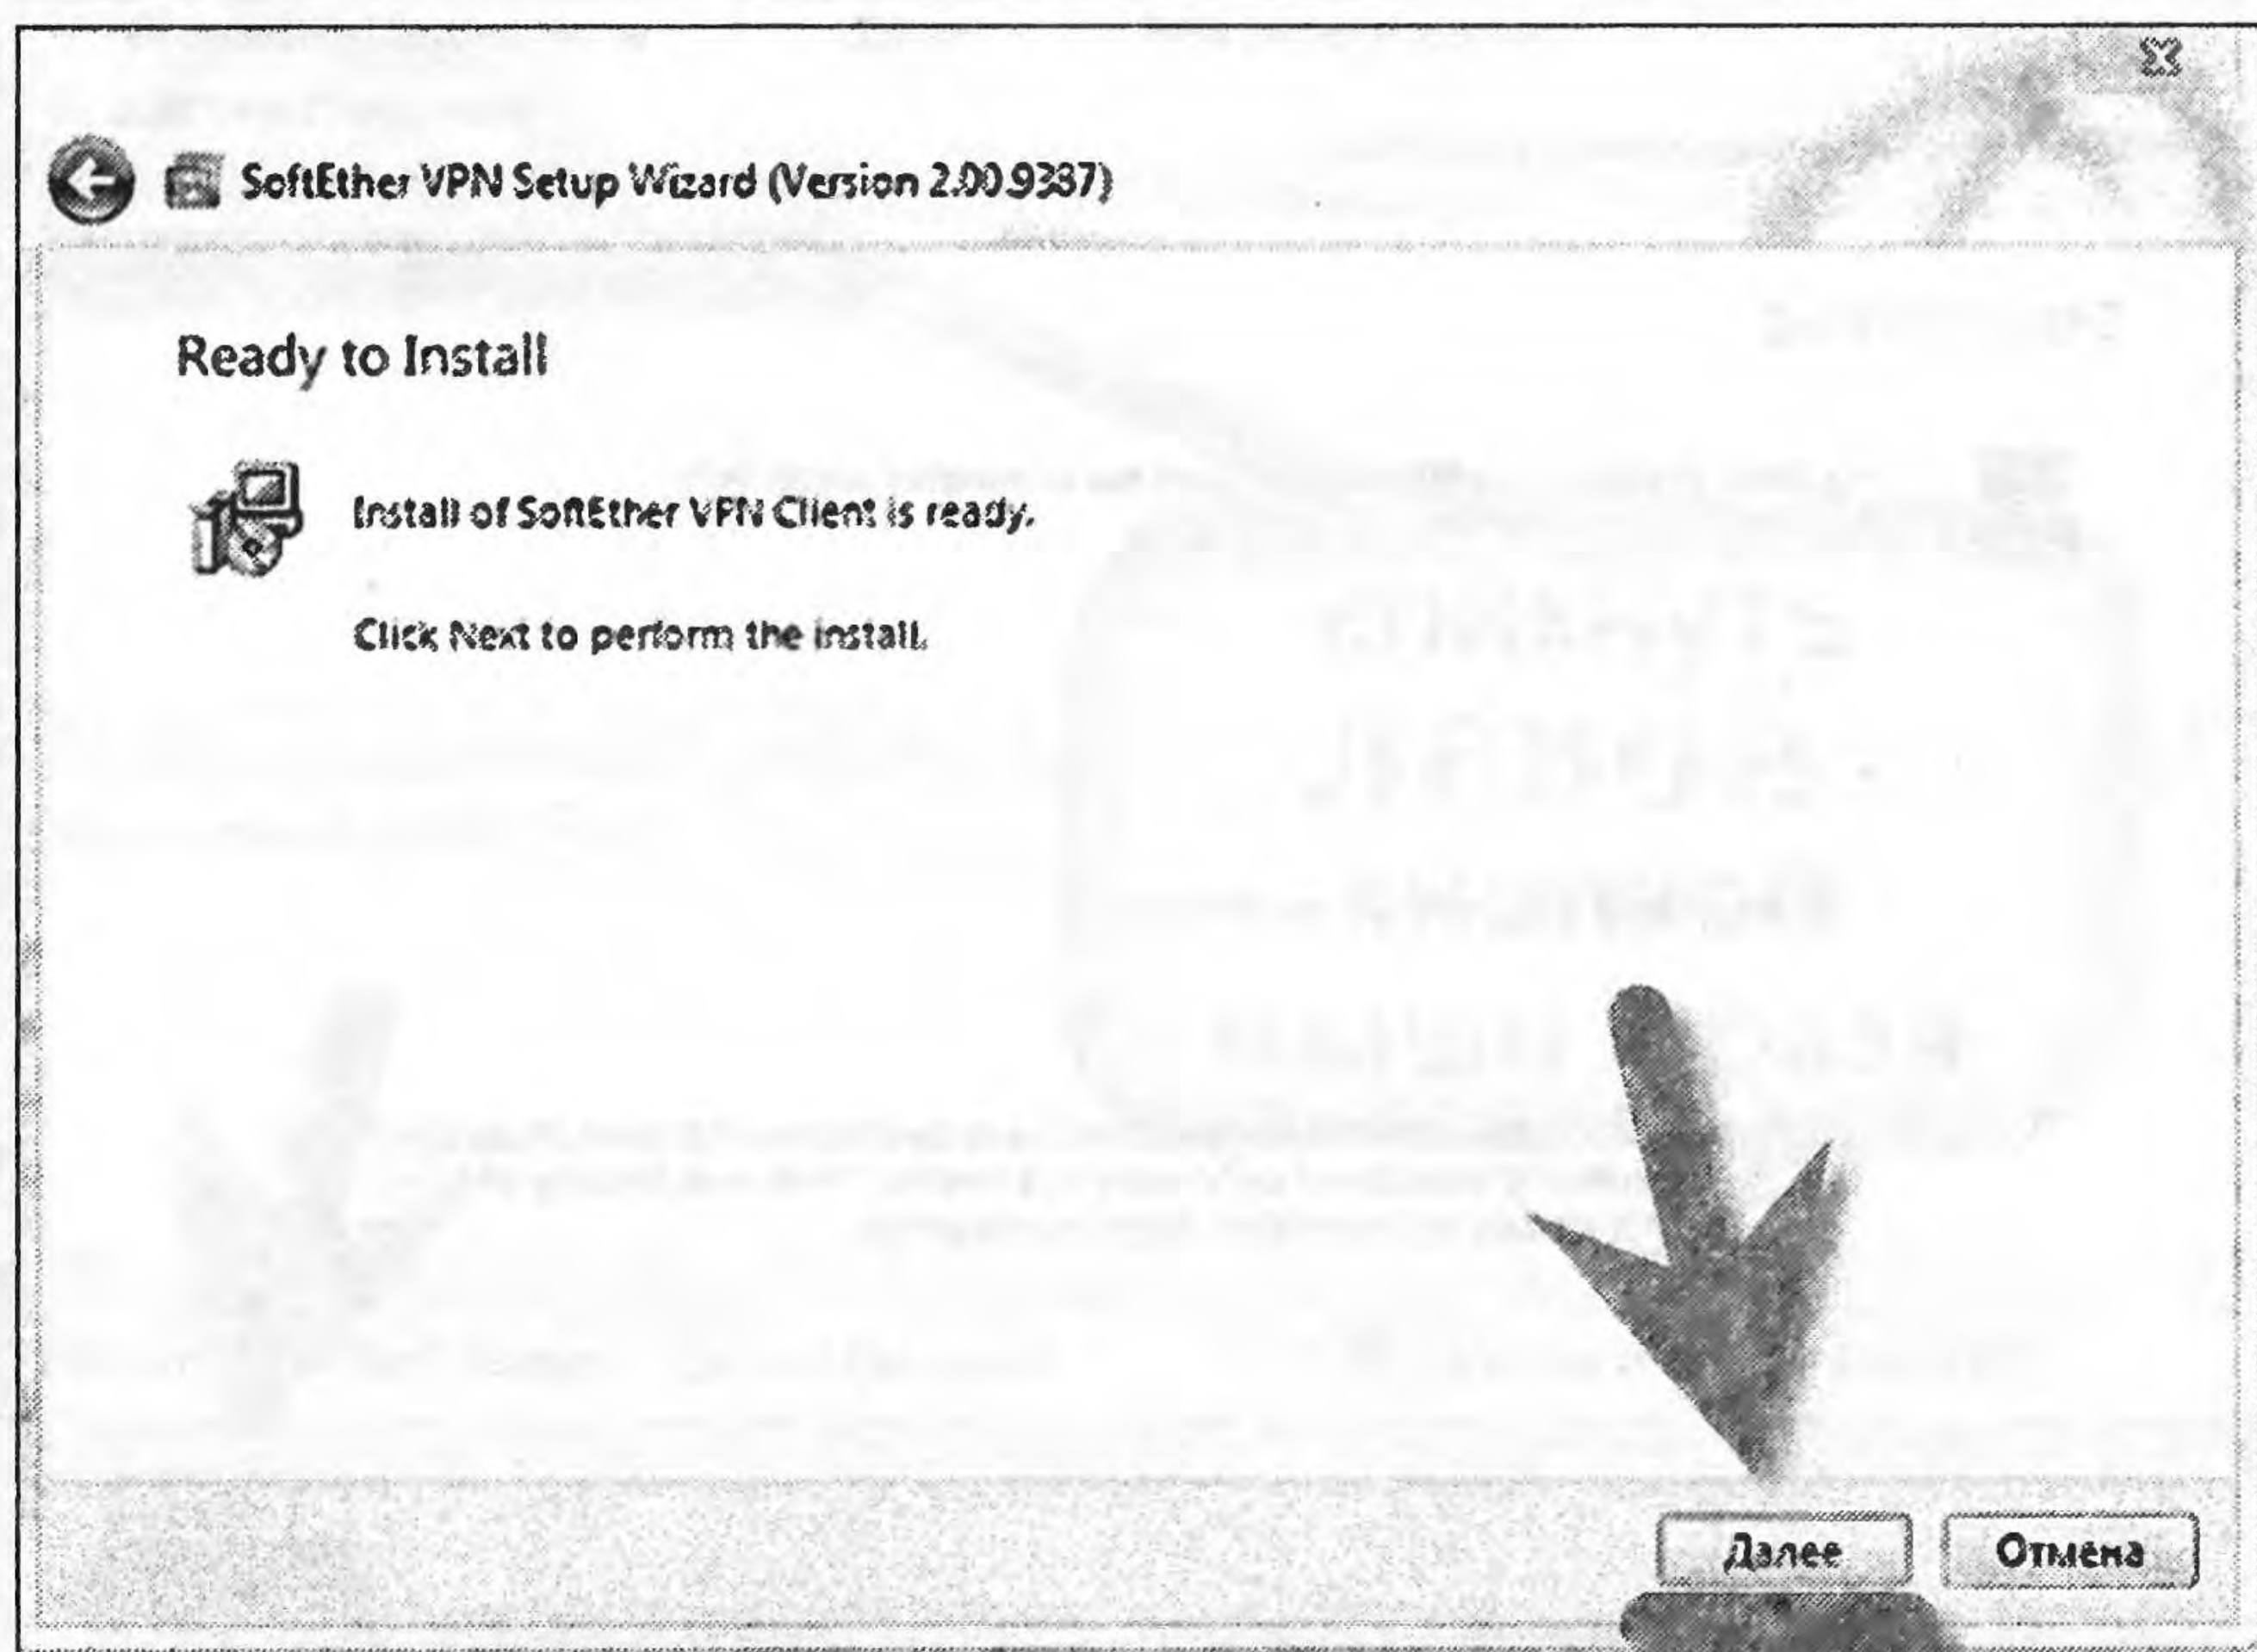 SoftEther VPN Setup Wizard (Version 2.00.9387)
Ready to Install
Install of SoftEther VPN Client is ready.
Click Next to perform the install.
Далее
Отмена